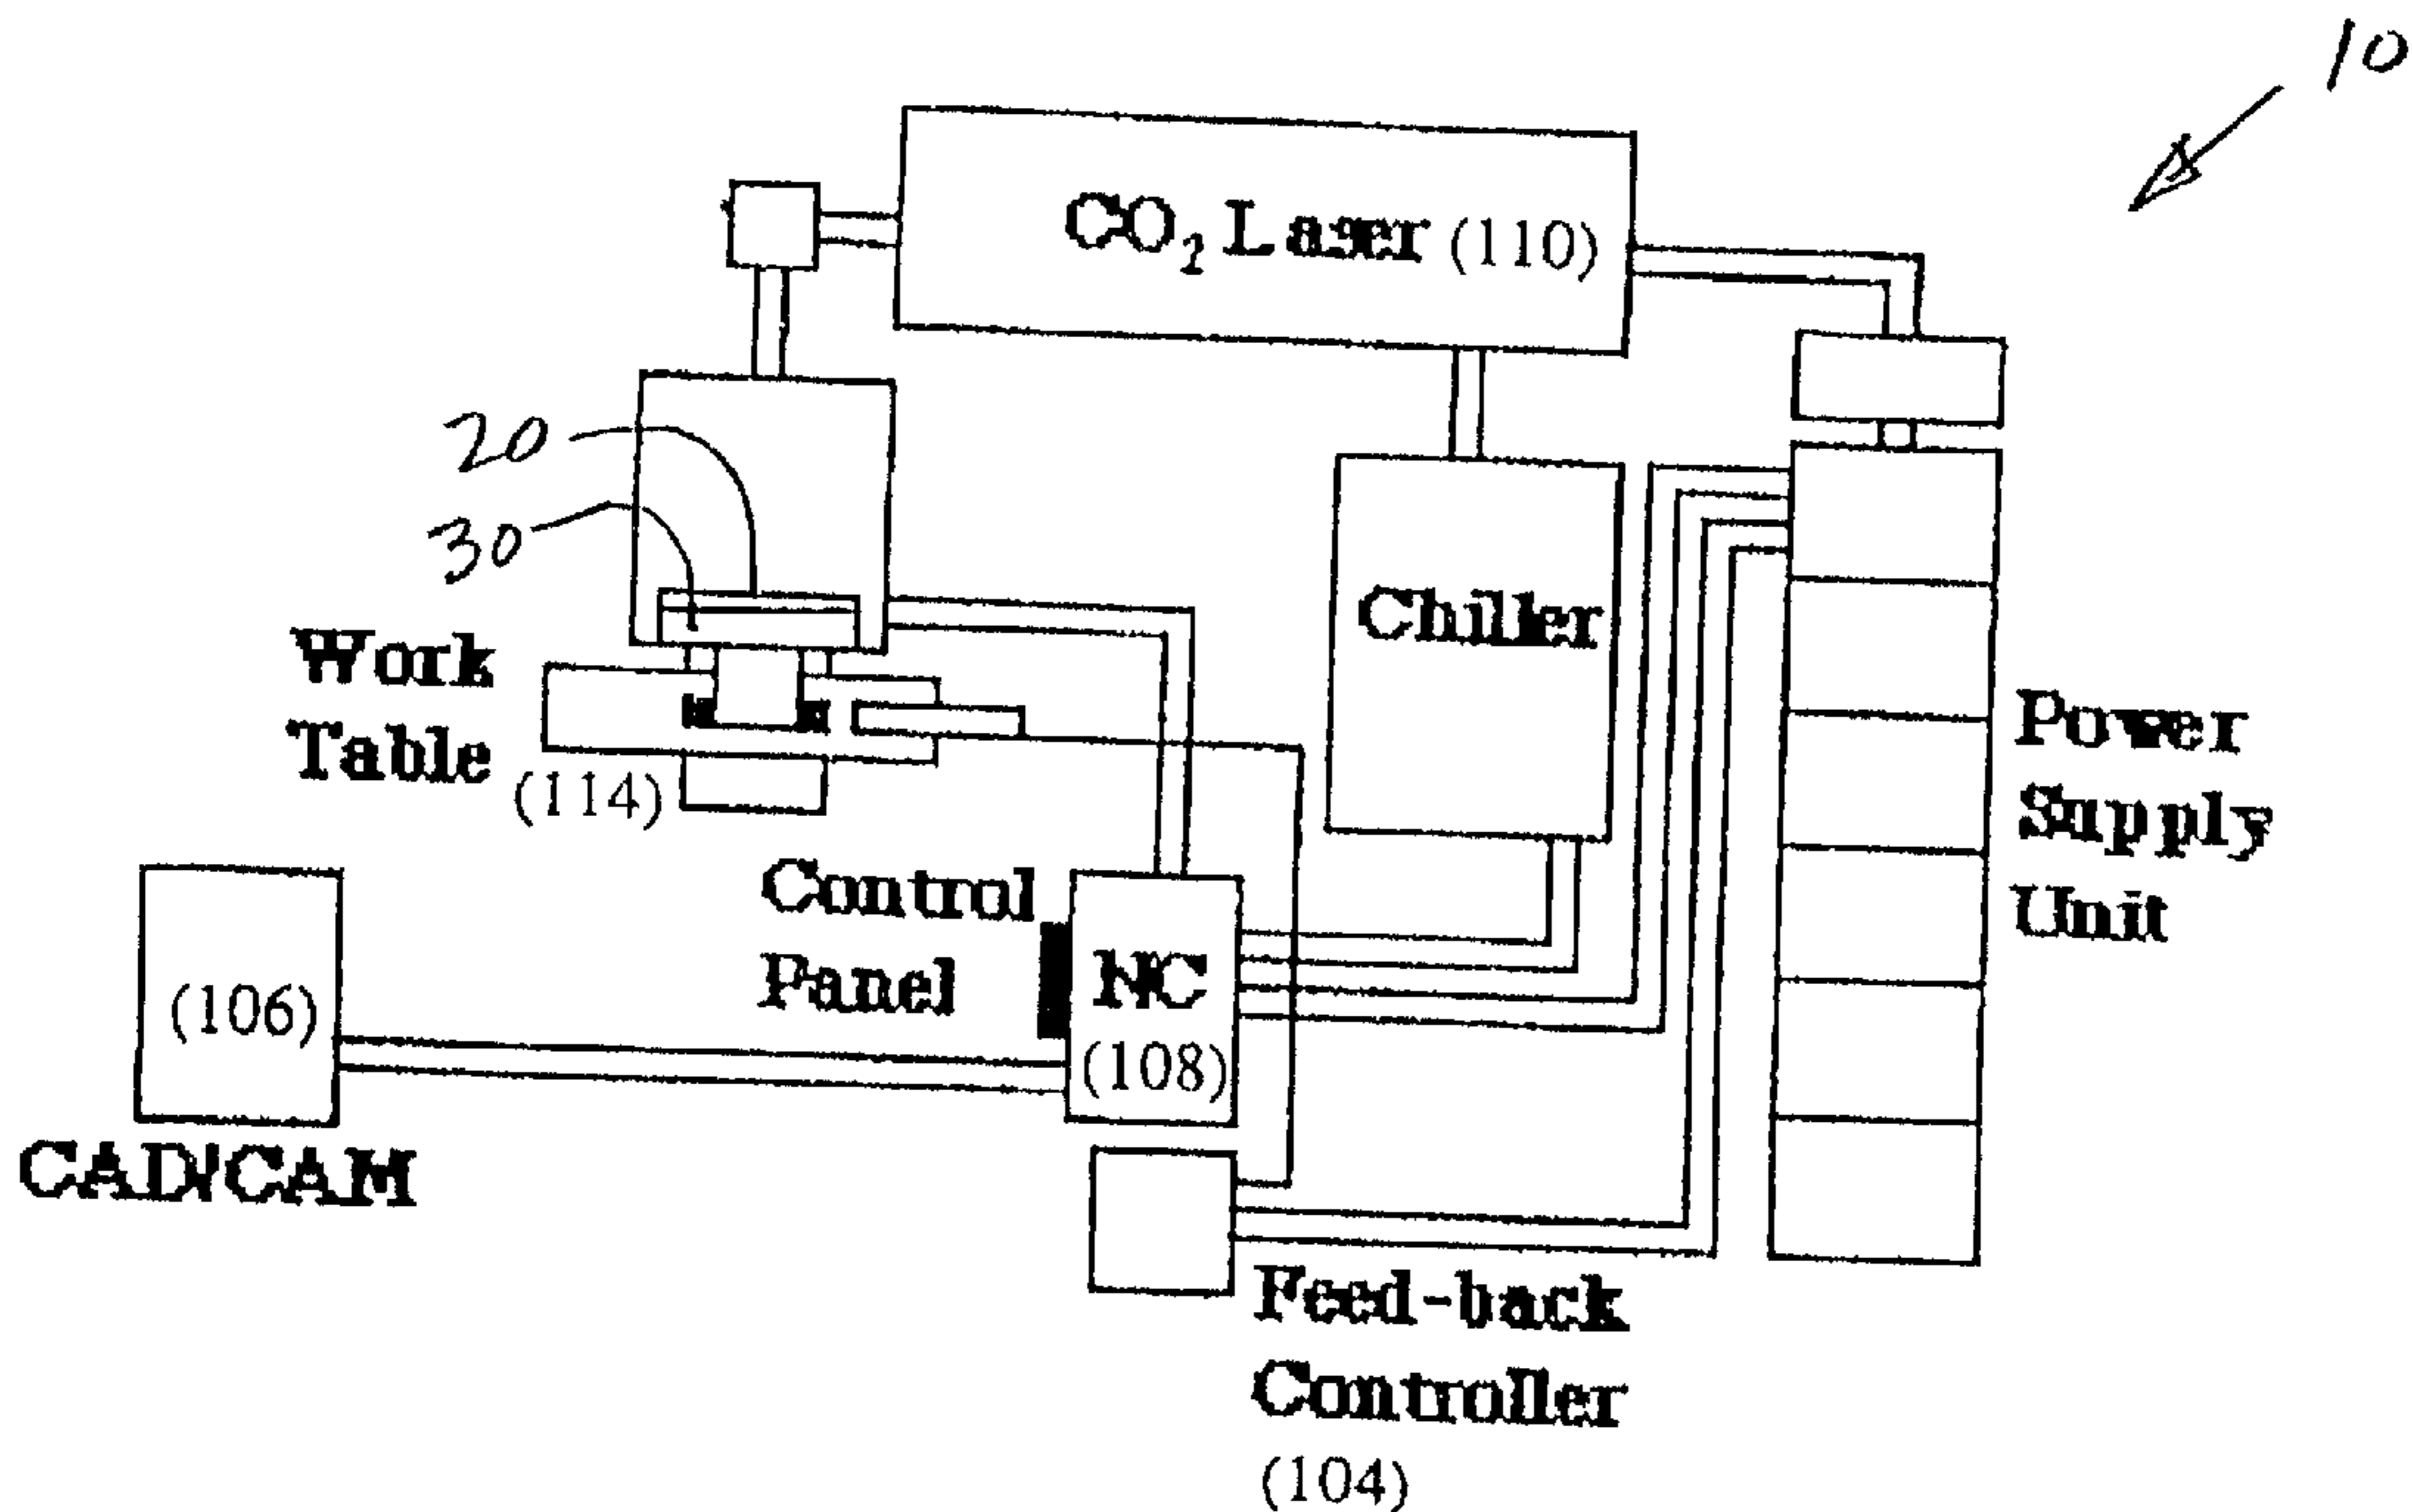 10
CO₂ Laser (110)
20
30
Work
Table
(114)
Chiller
Power
Supply
Unit
Control
Panel
NC
(108)
(106)
CAD/CAM
Feed-back
Controller
(104)